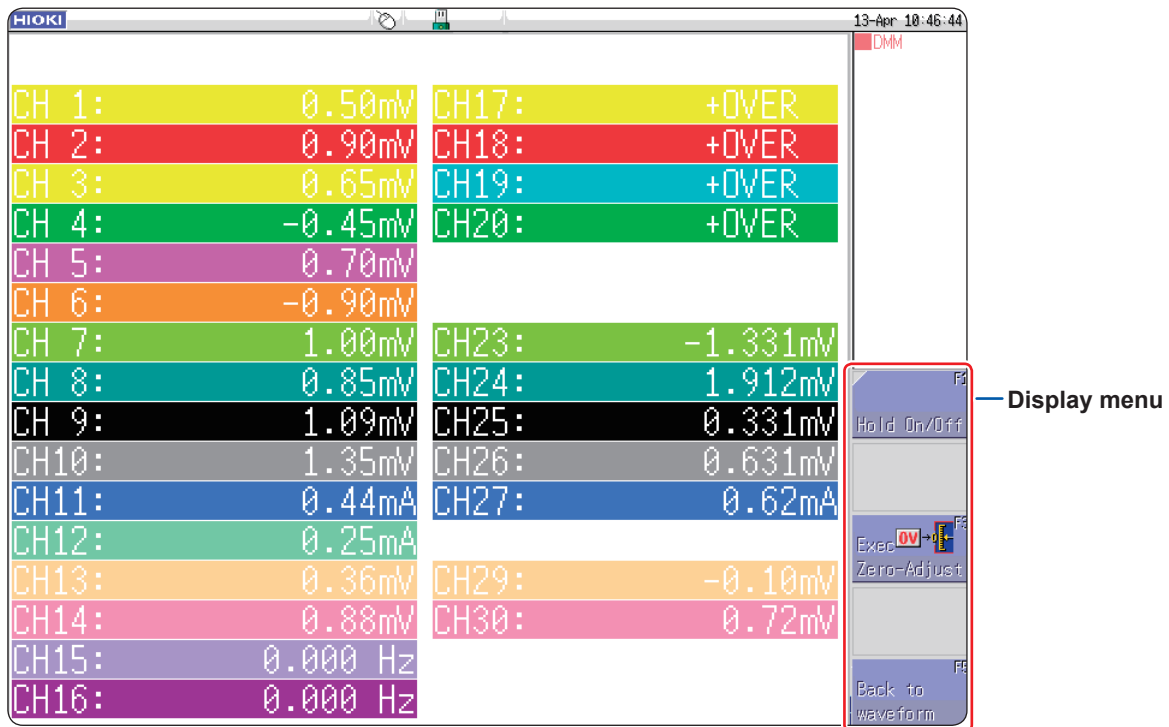 HIOKI
13-Apr 10:46:44
DMM
CH 1: 0.50mV CH17: +OVER
CH 2: 0.90mV CH18: +OVER
CH 3: 0.65mV CH19: +OVER
CH 4: -0.45mV CH20: +OVER
CH 5: 0.70mV
CH 6: -0.90mV
CH 7: 1.00mV CH23: -1.331mV
CH 8: 0.85mV CH24: 1.912mV
CH 9: 1.09mV CH25: 0.331mV
CH10: 1.35mV CH26: 0.631mV
CH11: 0.44mA CH27: 0.62mA
CH12: 0.25mA
CH13: 0.36mV CH29: -0.10mV
CH14: 0.88mV CH30: 0.72mV
CH15: 0.000 Hz
CH16: 0.000 Hz
F1
Hold On/Off
F3
Exec 0V
Zero-Adjust
F5
Back to
waveform
Display menu